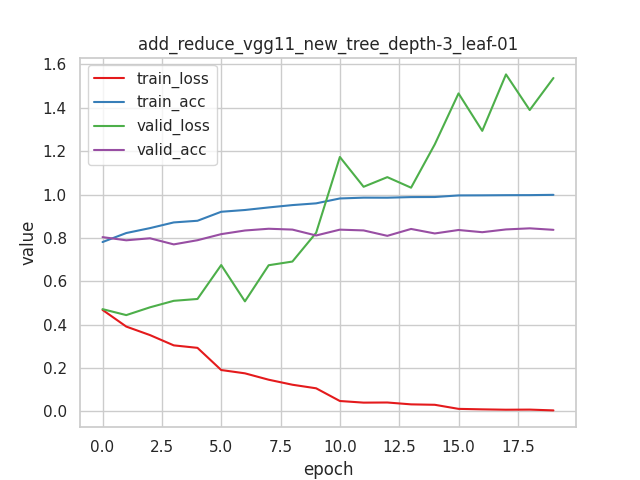 add_reduce_vgg11_new_tree_depth-3_leaf-01
train_loss
train_acc
valid_loss
valid_acc
value
1.6
1.4
1.2
1.0
0.8
0.6
0.4
0.2
0.0
0.0 2.5 5.0 7.5 10.0 12.5 15.0 17.5
epoch